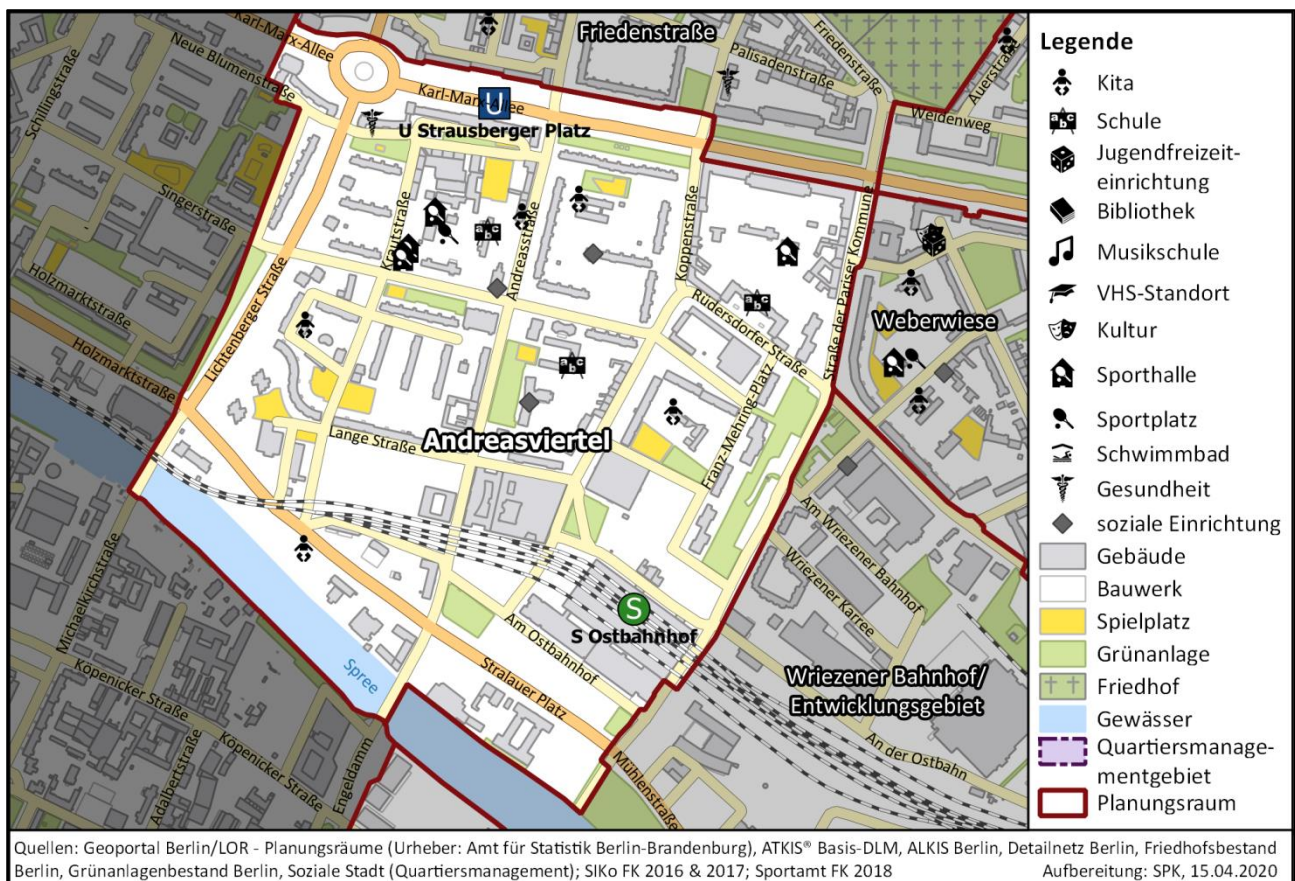 Karl-Marx-Allee
Neue Blumenstraße
Schillingstraße
Friedenstraße
Friedenstraße
Palisadenstraße
Auerstraße
Weidenweg
Karl-Marx-Allee
U
U Strausberger Platz
Singerstraße
Krautstraße
Andreasstraße
Koppenstraße
Straße der Pariser Kommune
Holzmarktstraße
Holzmarktstraße
Lichtenberger Straße
Rüdersdorfer Straße
Weberwiese
Franz-Mehring-Platz
Lange Straße
Andreasviertel
Michaelkirchstraße
Am Wriezener Bahnhof
Wriezener Karree
S
S Ostbahnhof
Am Ostbahnhof
Stralauer Platz
Spree
Köpenicker Straße
Köpenicker Straße
Adalbertstraße
Engeldamm
Wriezener Bahnhof/
Entwicklungsgebiet
An der Ostbahn
Mühlenstraße
Legende
Kita
abc
Schule
Jugendfreizeit-
einrichtung
Bibliothek
Musikschule
VHS-Standort
Kultur
Sporthalle
Sportplatz
Schwimmbad
Gesundheit
soziale Einrichtung
Gebäude
Bauwerk
Spielplatz
Grünanlage
Friedhof
Gewässer
Quartiersmanage-
mentgebiet
Planungsraum
Quellen: Geoportal Berlin/LOR - Planungsräume (Urheber: Amt für Statistik Berlin-Brandenburg), ATKIS® Basis-DLM, ALKIS Berlin, Detailnetz Berlin, Friedhofsbestand
Berlin, Grünanlagenbestand Berlin, Soziale Stadt (Quartiersmanagement); SIKo FK 2016 & 2017; Sportamt FK 2018
Aufbereitung: SPK, 15.04.2020